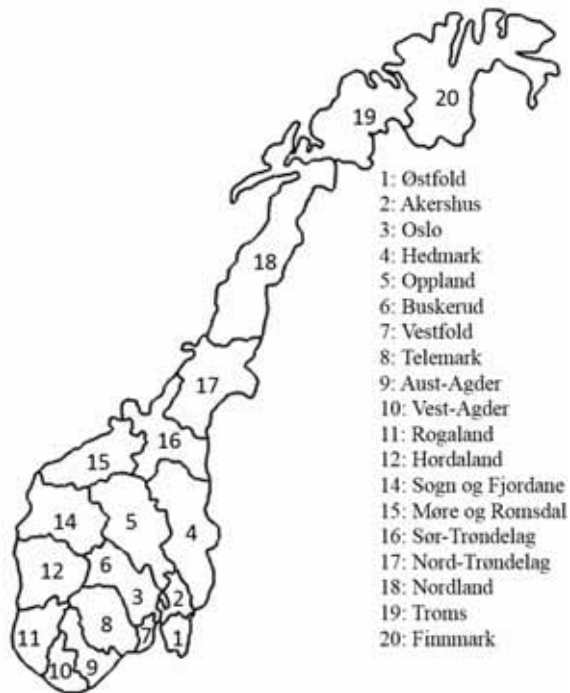 20
19
1: Østfold
2: Akershus
3: Oslo
4: Hedmark
5: Oppland
6: Buskerud
7: Vestfold
8: Telemark
9: Aust-Agder
10: Vest-Agder
11: Rogaland
12: Hordaland
14: Sogn og Fjordane
15: Møre og Romsdal
16: Sør-Trøndelag
17: Nord-Trøndelag
18: Nordland
19: Troms
20: Finnmark
18
17
16
15
14
5
4
12
6
3
2
11
8
7
1
10
9